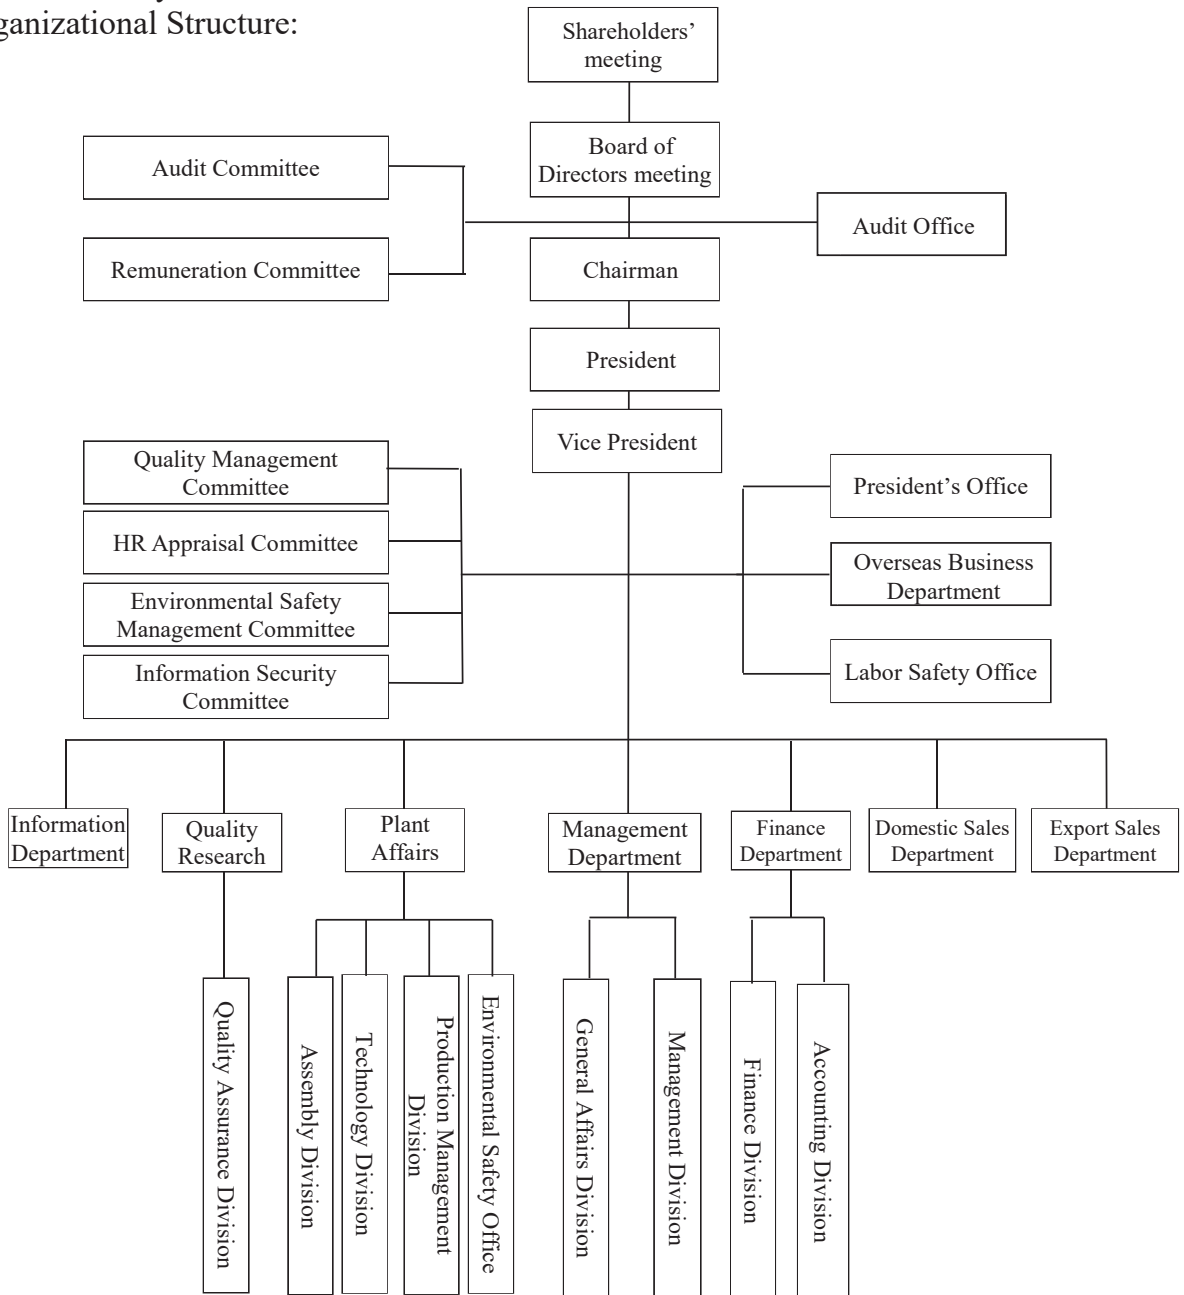 ganizational Structure:
Shareholders’
meeting
Board of
Directors meeting
Audit Committee
Audit Office
Remuneration Committee
Chairman
President
Vice President
Quality Management
Committee
President’s Office
HR Appraisal Committee
Overseas Business
Department
Environmental Safety
Management Committee
Information Security
Committee
Labor Safety Office
Information
Department
Quality
Research
Plant
Affairs
Management
Department
Finance
Department
Domestic Sales
Department
Export Sales
Department
Quality Assurance Division
Assembly Division
Technology Division
Production Management
Division
Environmental Safety Office
General Affairs Division
Management Division
Finance Division
Accounting Division